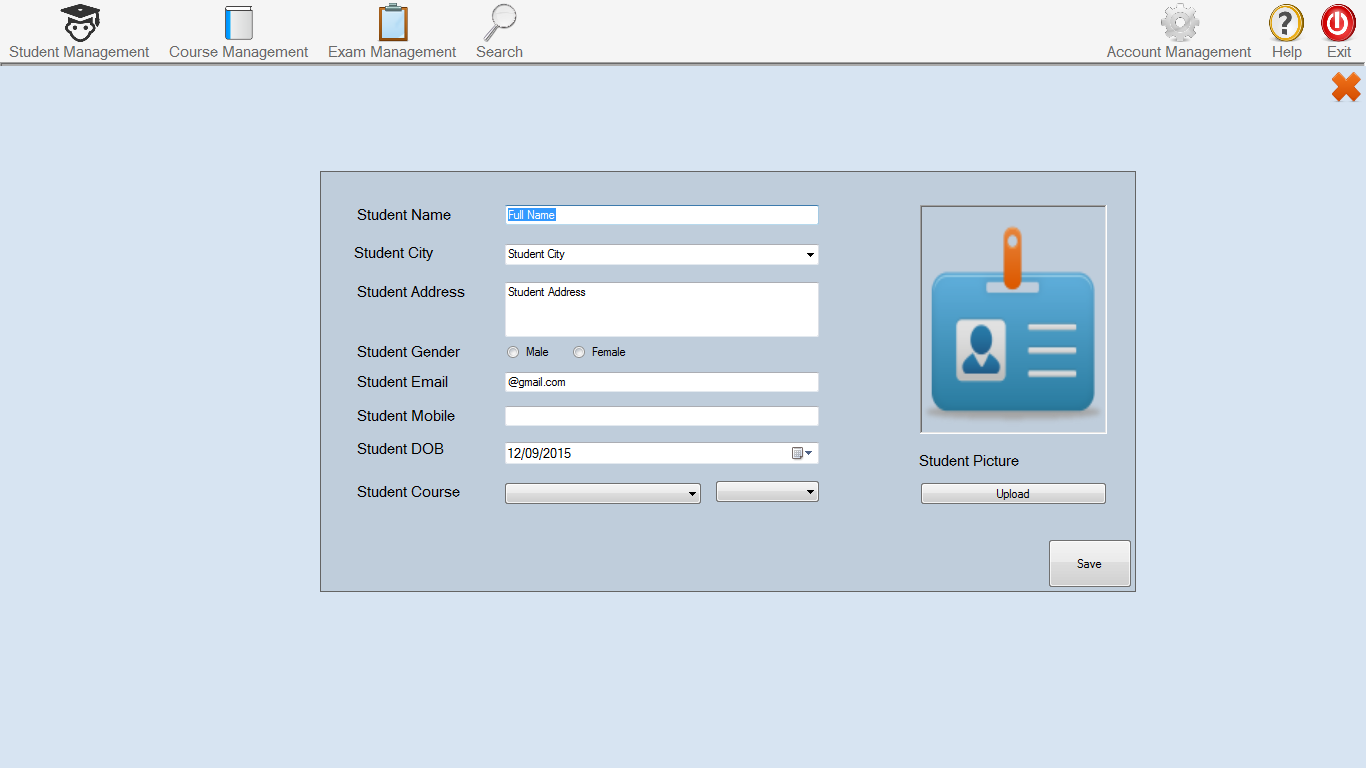 Student Management Course Management Exam Management Search Account Management Help Exit
Student Name Full Name
Student City Student City
Student Address Student Address
Student Gender Male Female
Student Email @gmail.com
Student Mobile
Student DOB 12/09/2015
Student Picture
Student Course
Upload
Save